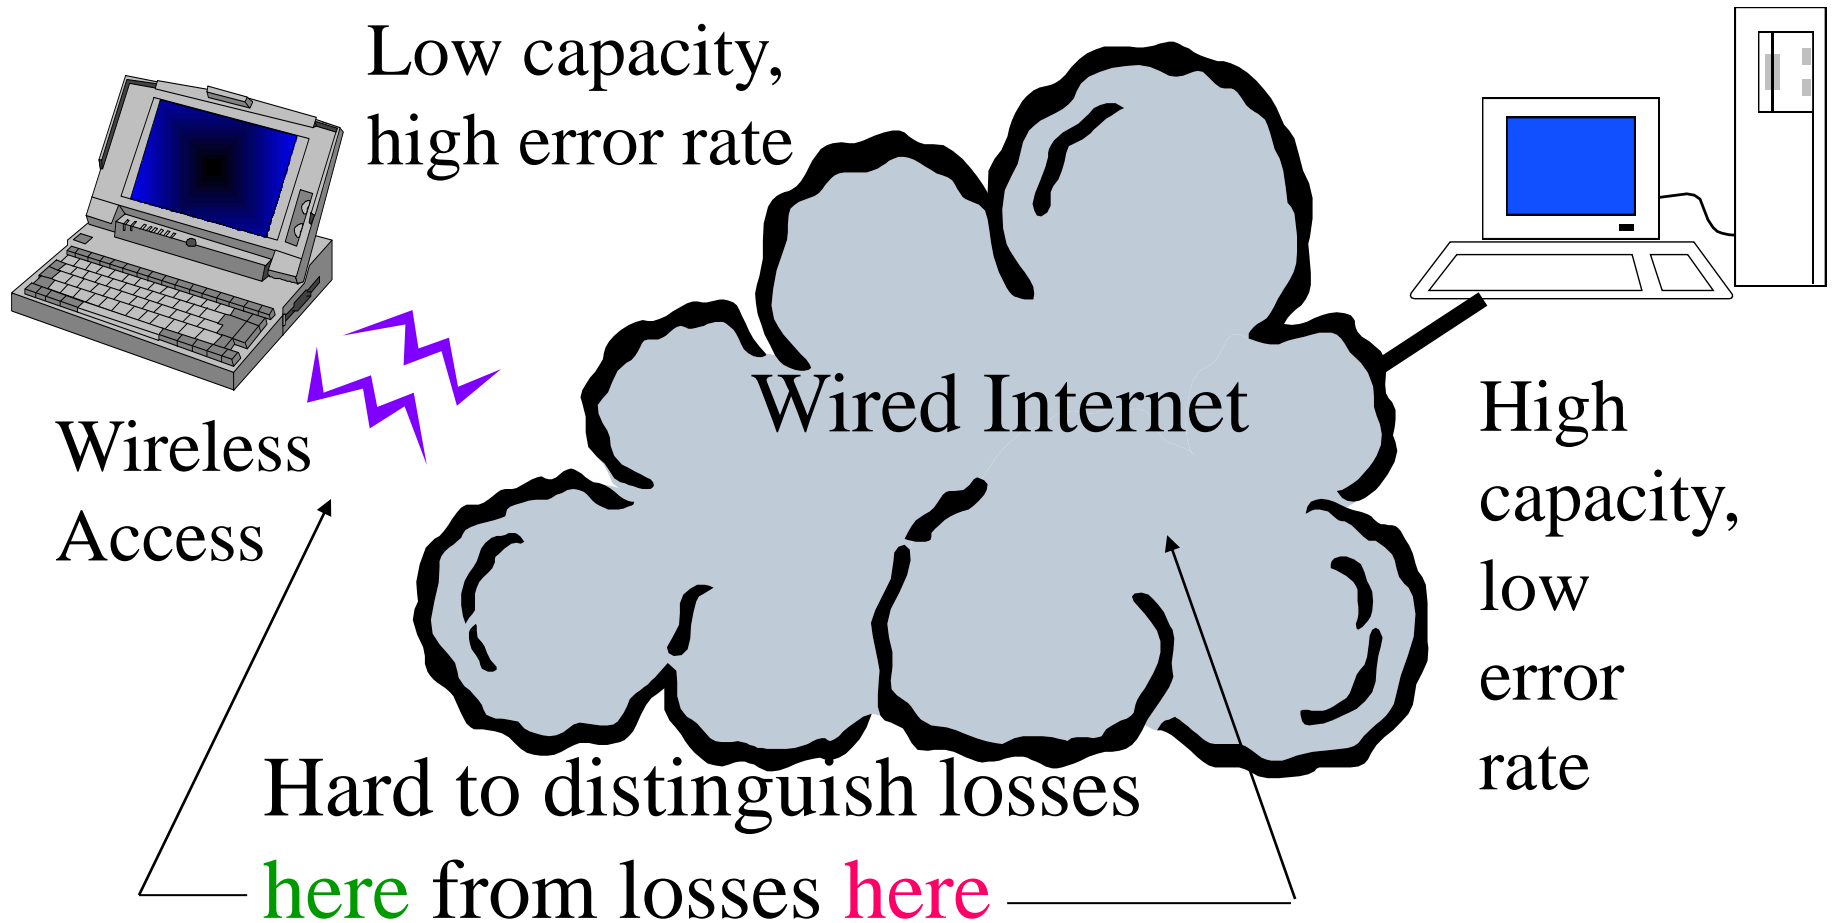 Low capacity,
high error rate
Wired Internet
Wireless
Access
High
capacity,
low
error
rate
Hard to distinguish losses
here from losses here